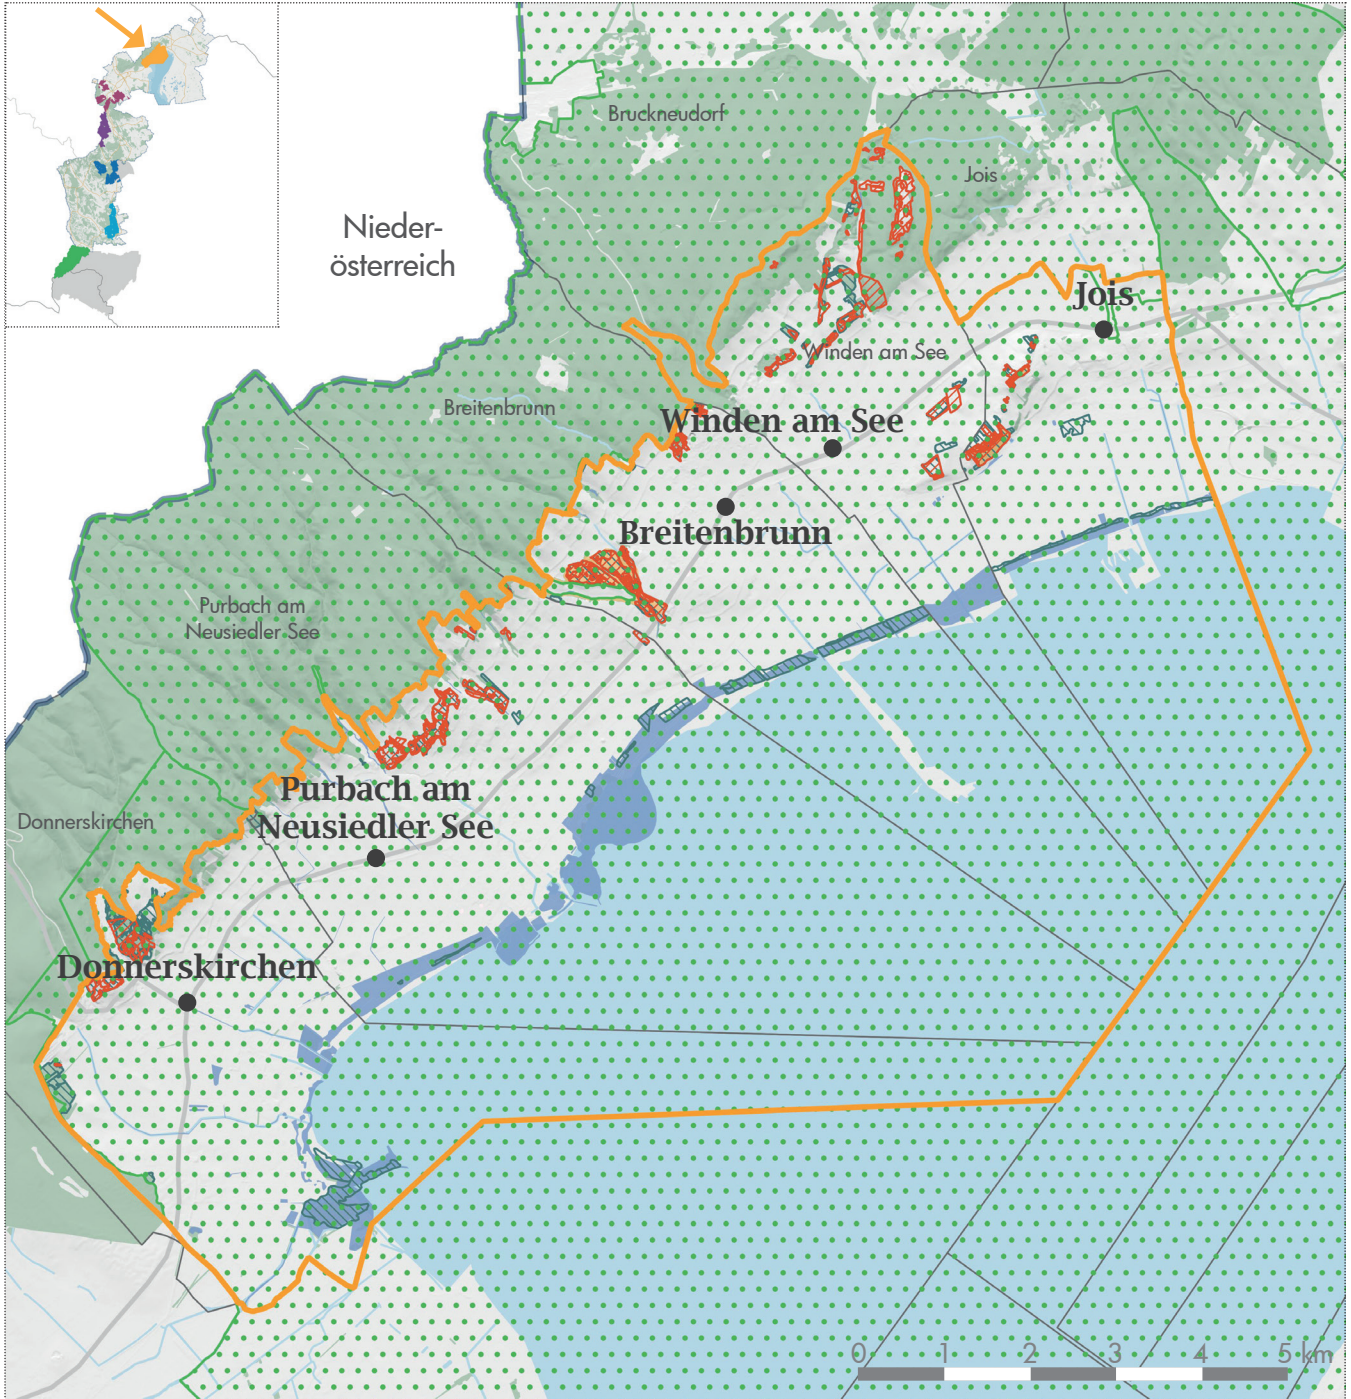 Bruckneudorf
Jois
Nieder-
österreich
Jois
Winden am See
Breitenbrunn
Winden am See
Breitenbrunn
Purbach am
Neusiedler See
Purbach am
Neusiedler See
Donnerskirchen
Donnerskirchen
0 1 2 3 4 5 km